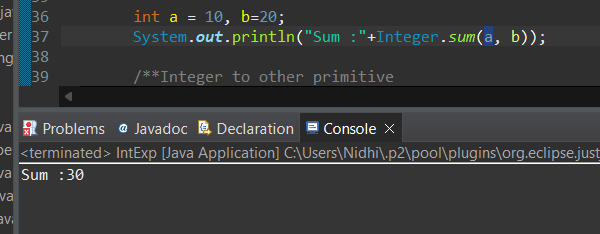 36 int a = 10, b=20;
37 System.out.println("Sum :"+Integer.sum(a, b));
38
39 /**Integer to other primitive
Problems @ Javadoc Declaration Console
<terminated> IntExp [Java Application] C:\Users\Nidhi\.p2\pool\plugins\org.eclipse.just
Sum :30